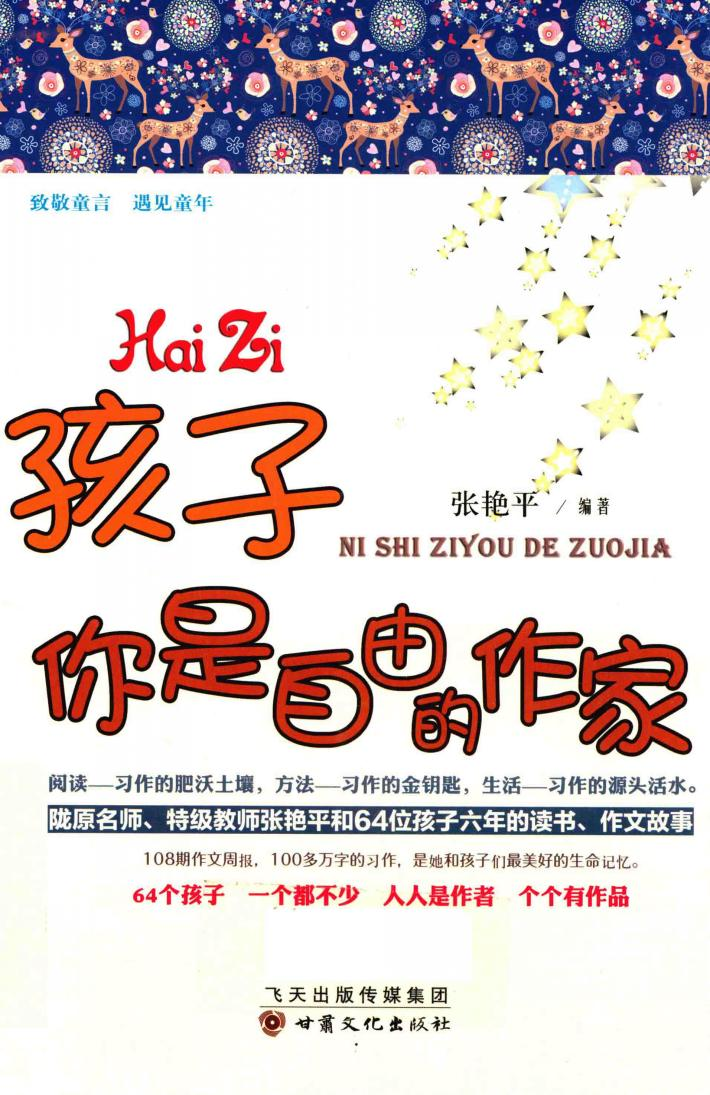 致敬童言 遇见童年
Hai Zi
孩子
张艳平 / 编著
NI SHI ZIYOU DE ZUOJIA
你是自由的作家
阅读——习作的肥沃土壤，方法——习作的金钥匙，生活——习作的源头活水。
陇原名师、特级教师张艳平和64位孩子六年的读书、作文故事
108期作文周报，100多万字的习作，是她和孩子们最美好的生命记忆。
64个孩子 一个都不少 人人是作者 个个有作品
飞天出版传媒集团
甘肃文化出版社